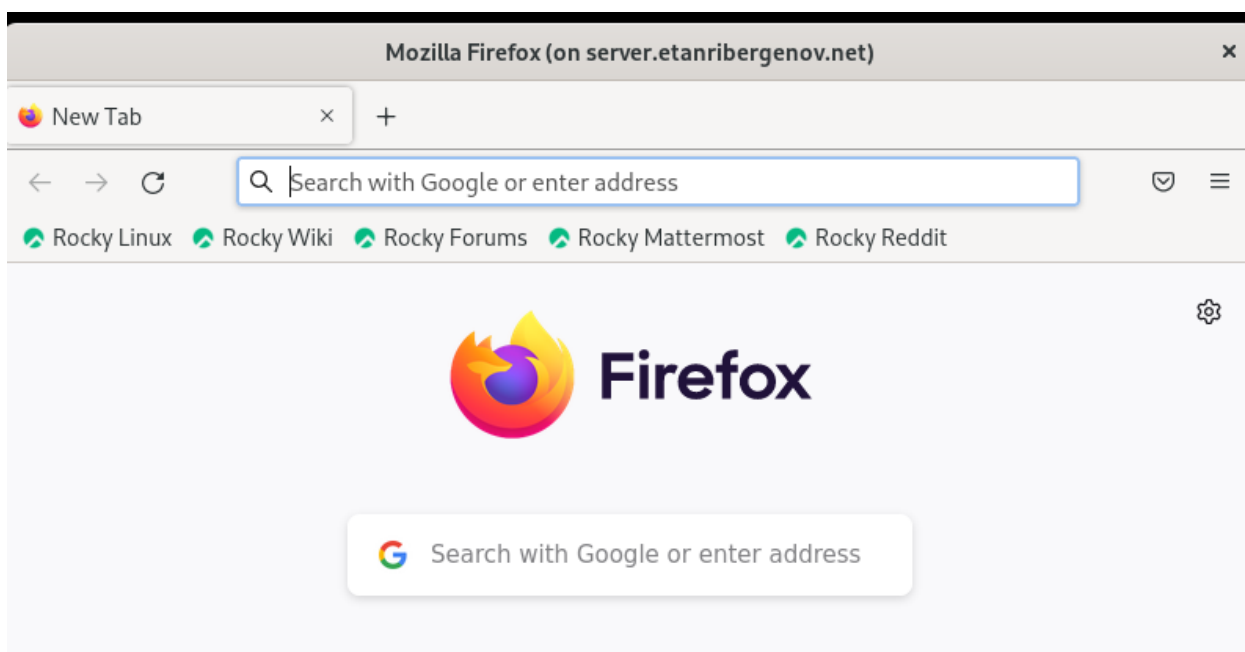 Mozilla Firefox (on server.etanribergenov.net)
New Tab
Search with Google or enter address
Rocky Linux Rocky Wiki Rocky Forums Rocky Mattermost Rocky Reddit
Firefox
Search with Google or enter address